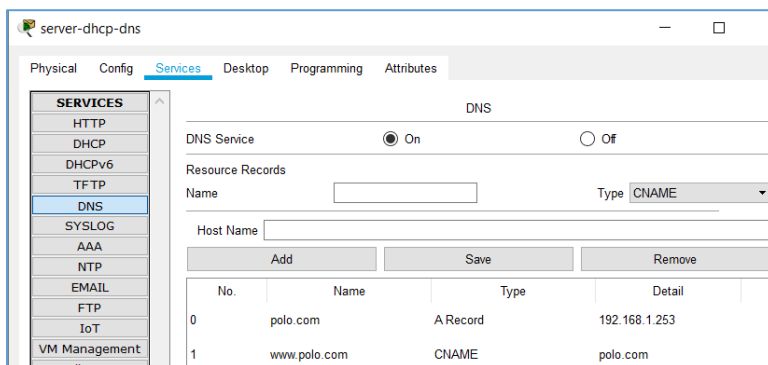 server-dhcp-dns
Physical Config Services Desktop Programming Attributes
SERVICES
HTTP
DHCP
DHCPv6
TFTP
DNS
SYSLOG
AAA
NTP
EMAIL
FTP
IoT
VM Management
DNS
DNS Service On Off
Resource Records
Name Type CNAME
Host Name
Add Save Remove
No. Name Type Detail
0 polo.com A Record 192.168.1.253
1 www.polo.com CNAME polo.com